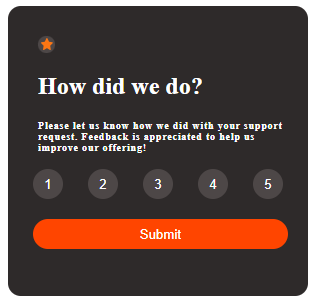 How did we do?
Please let us know how we did with your support
request. Feedback is appreciated to help us
improve our offering!
1 2 3 4 5
Submit